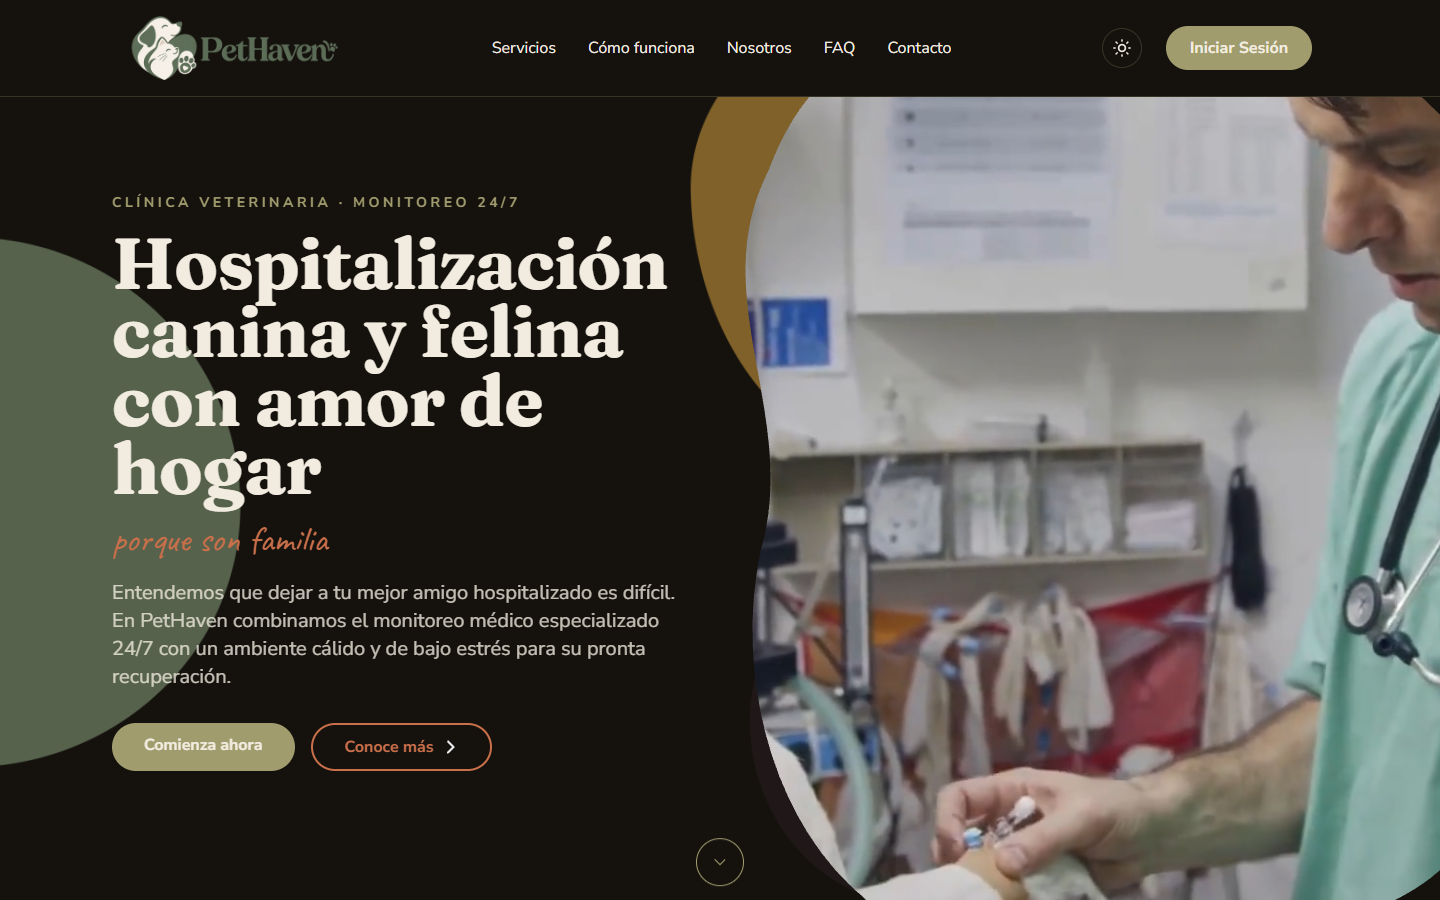 PetHaven
Servicios
Cómo funciona
Nosotros
FAQ
Contacto
Iniciar Sesión
CLÍNICA VETERINARIA · MONITOREO 24/7
Hospitalización
canina y felina
con amor de
hogar
porque son familia
Entendemos que dejar a tu mejor amigo hospitalizado es difícil.
En PetHaven combinamos el monitoreo médico especializado
24/7 con un ambiente cálido y de bajo estrés para su pronta
recuperación.
Comienza ahora
Conoce más